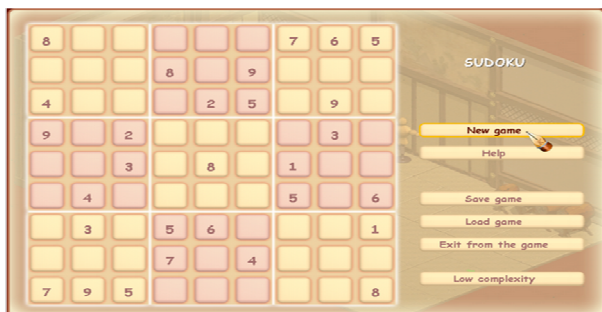 8 7 6 5
8 9
4 2 5 9
9 2 3
3 8 1
4 5 6
3 5 6 1
7 4
7 9 5 8
SUDOKU
New game
Help
Save game
Load game
Exit from the game
Low complexity